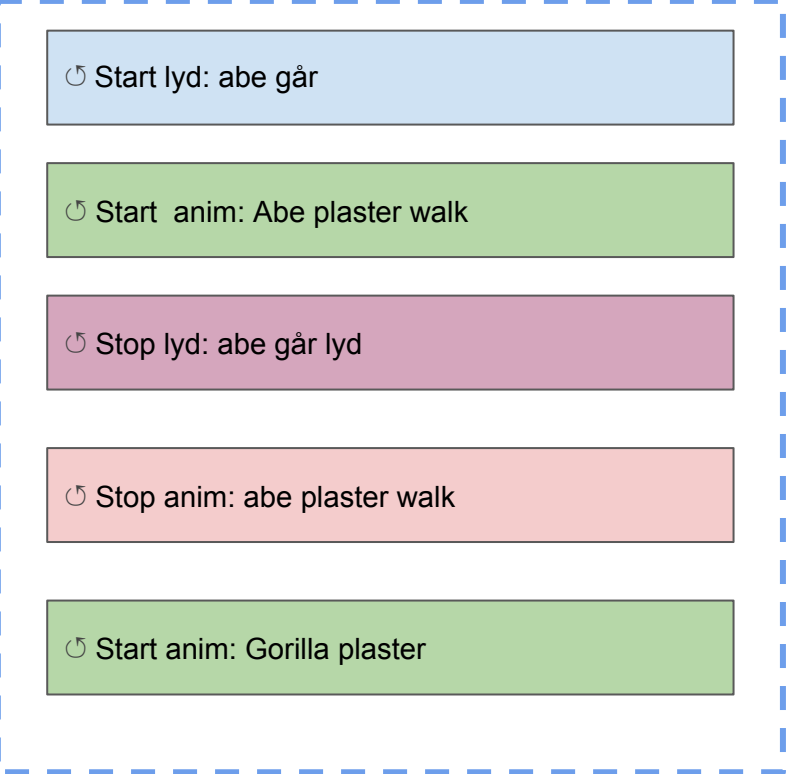 ↺ Start lyd: abe går
↺ Start  anim: Abe plaster walk
↺ Stop lyd: abe går lyd
↺ Stop anim: abe plaster walk
↺ Start anim: Gorilla plaster